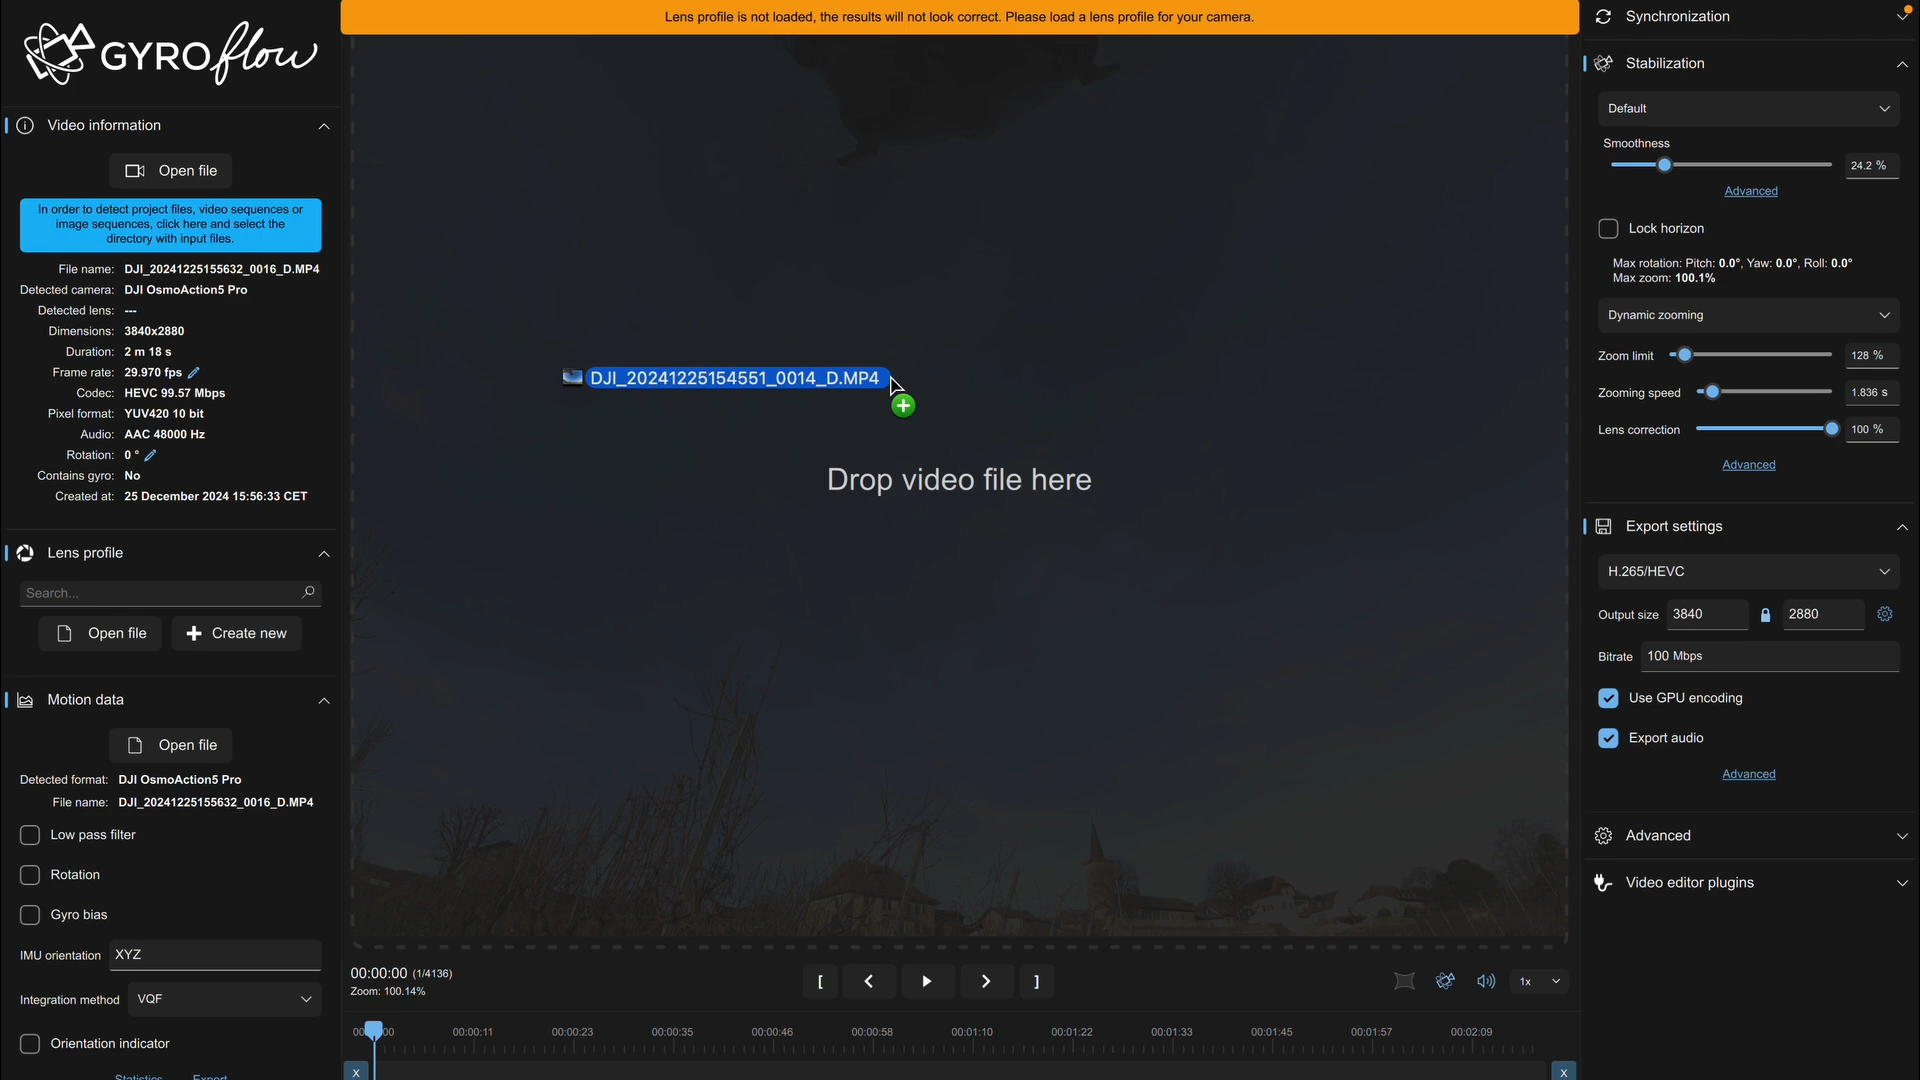 GYROflow
Video information
Open file
In order to detect project files, video sequences or
image sequences, click here and select the
directory with input files.
File name: DJI_20241225155632_0016_D.MP4
Detected camera: DJI OsmoAction5 Pro
Detected lens: ---
Dimensions: 3840x2880
Duration: 2 m 18 s
Frame rate: 29.970 fps
Codec: HEVC 99.57 Mbps
Pixel format: YUV420 10 bit
Audio: AAC 48000 Hz
Rotation: 0 °
Contains gyro: No
Created at: 25 December 2024 15:56:33 CET
Lens profile
Search...
Open file
Create new
Motion data
Open file
Detected format: DJI OsmoAction5 Pro
File name: DJI_20241225155632_0016_D.MP4
Low pass filter
Rotation
Gyro bias
IMU orientation XYZ
Integration method VQF
Orientation indicator
Statistics Export
Lens profile is not loaded, the results will not look correct. Please load a lens profile for your camera.
DJI_20241225154551_0014_D.MP4
Drop video file here
00:00:00 (1/4136)
Zoom: 100.14%
[
]
1x
00:00:11
00:00:23
00:00:35
00:00:46
00:00:58
00:01:10
00:01:22
00:01:33
00:01:45
00:01:57
00:02:09
X
X
Synchronization
Stabilization
Default
Smoothness
24.2 %
Advanced
Lock horizon
Max rotation: Pitch: 0.0°, Yaw: 0.0°, Roll: 0.0°
Max zoom: 100.1%
Dynamic zooming
Zoom limit 128 %
Zooming speed 1.836 s
Lens correction 100 %
Advanced
Export settings
H.265/HEVC
Output size 3840 2880
Bitrate 100 Mbps
Use GPU encoding
Export audio
Advanced
Advanced
Video editor plugins